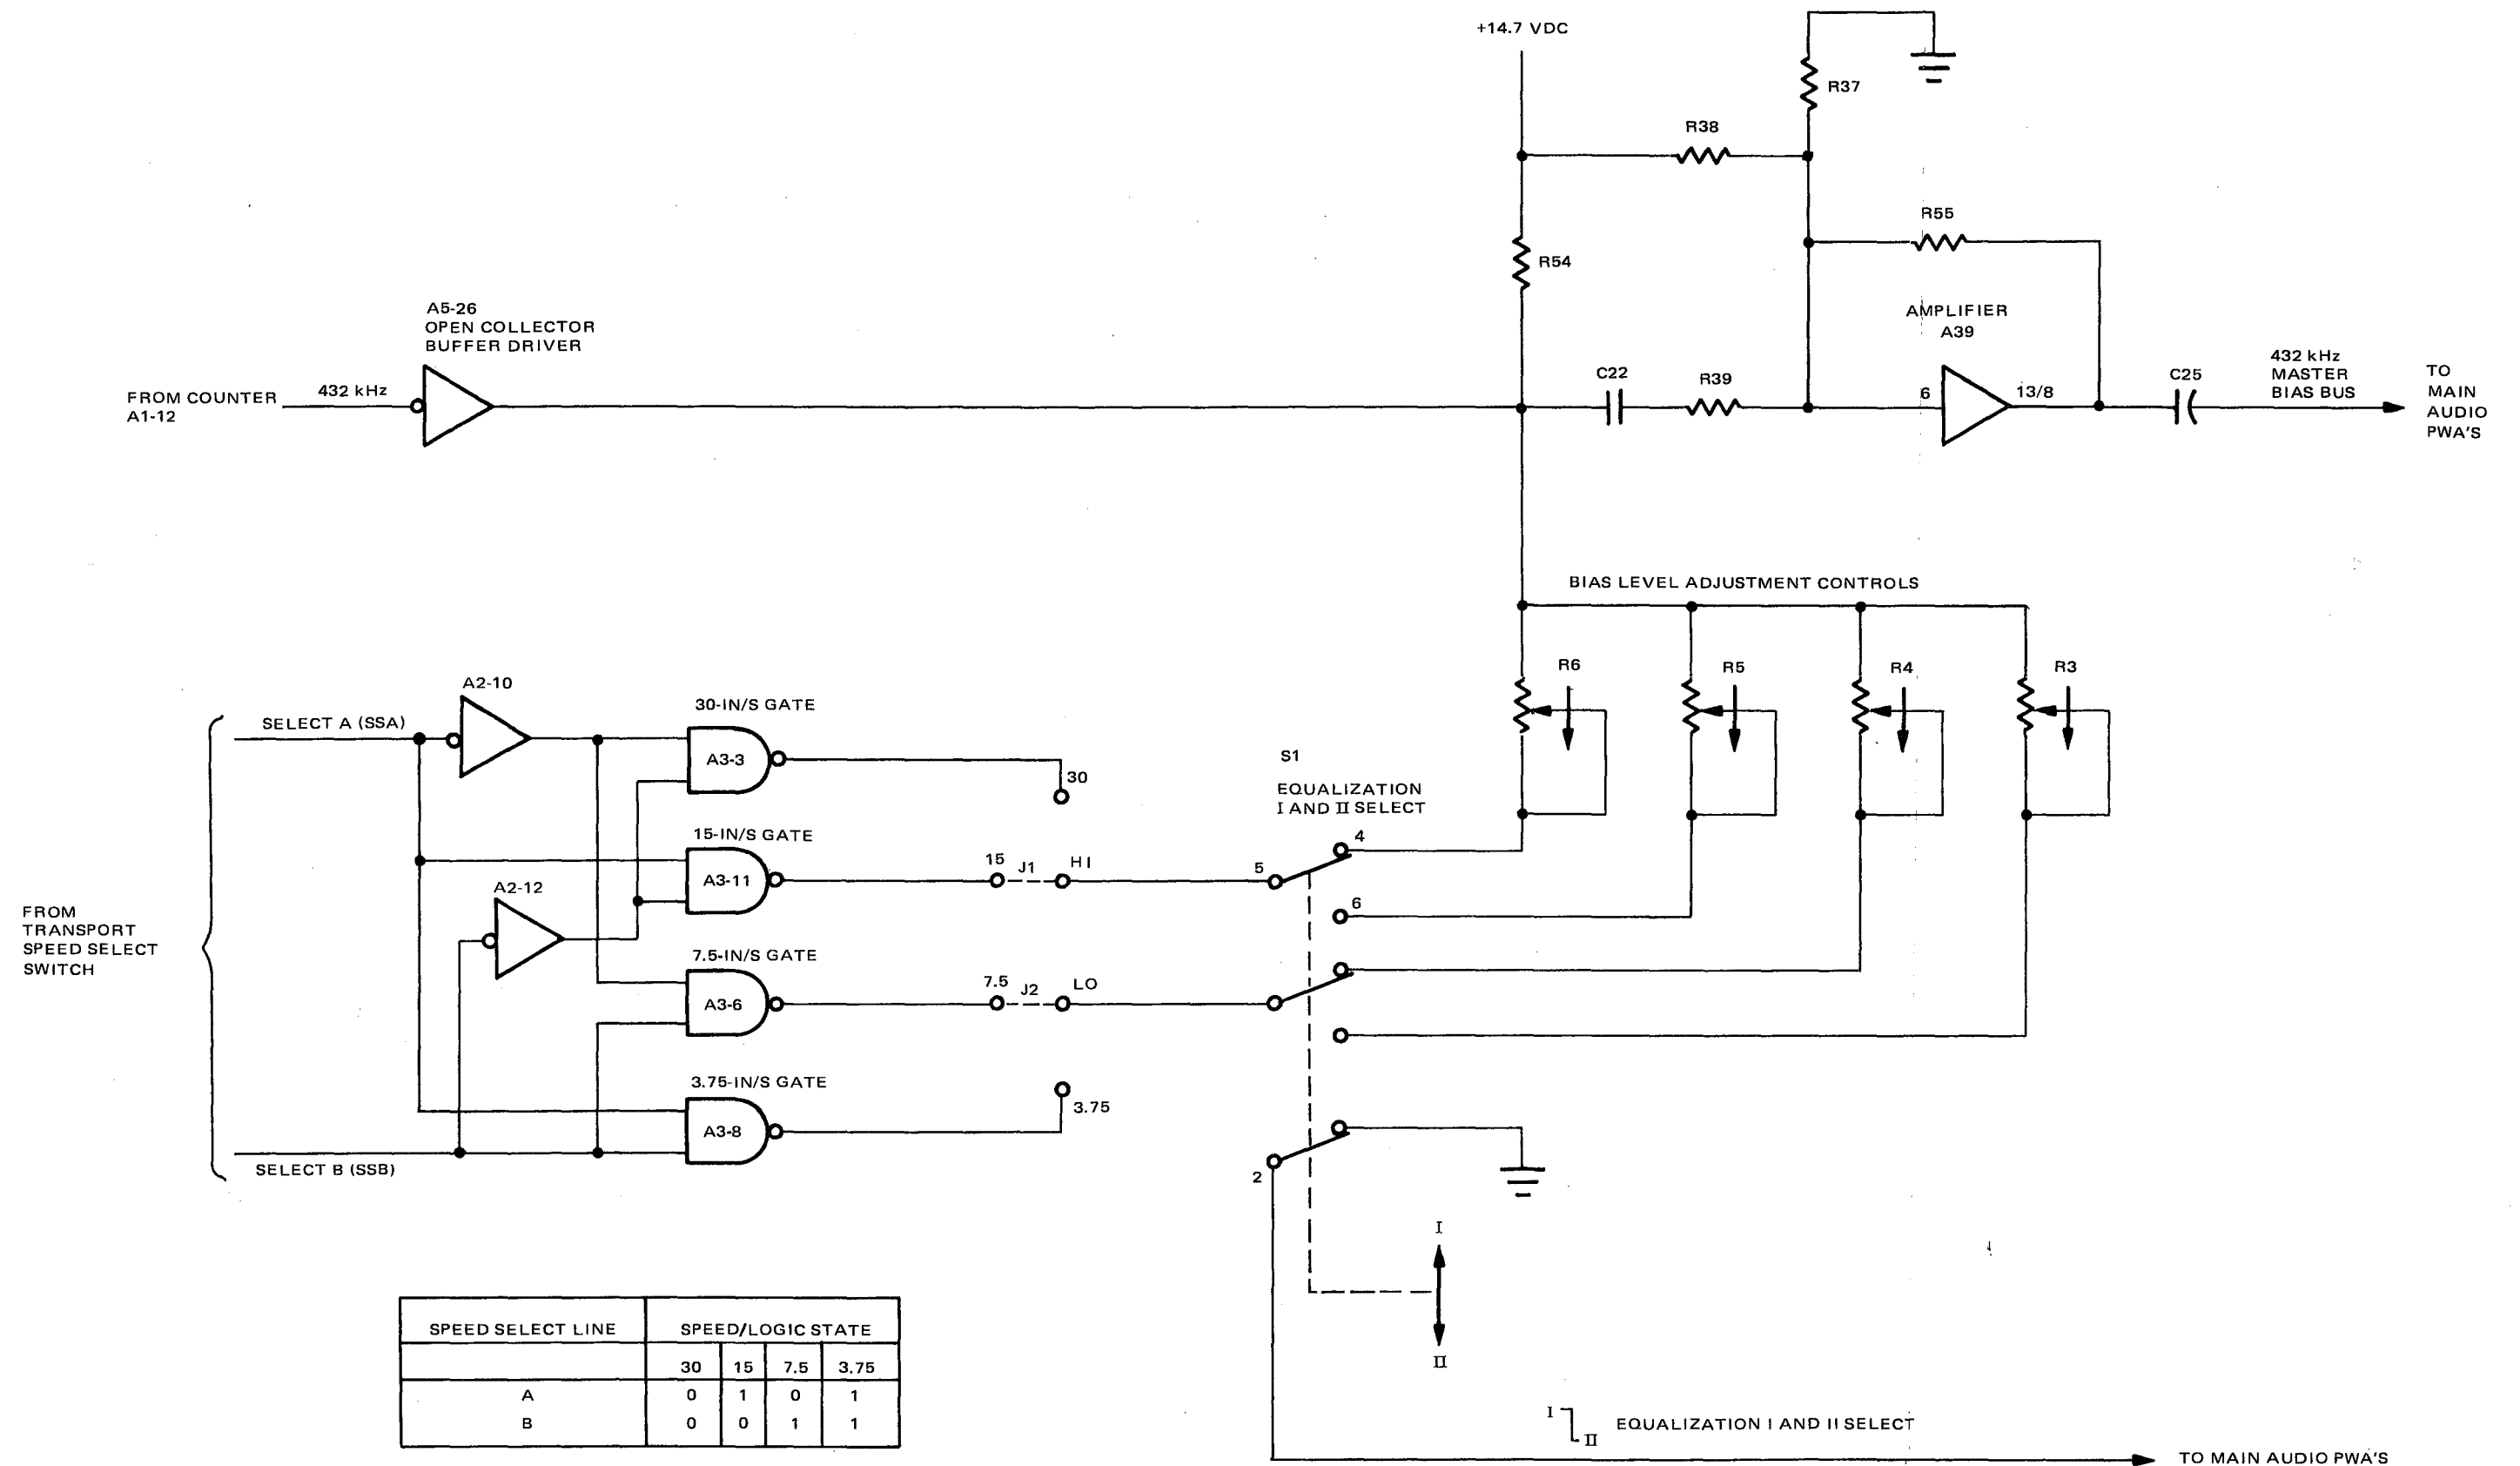 +14.7 VDC
R37
R38
R55
R54
A5-26
OPEN COLLECTOR
BUFFER DRIVER
AMPLIFIER
A39
FROM COUNTER
A1-12
432 kHz
C22
R39
6
13/8
C25
432 kHz
MASTER
BIAS BUS
TO
MAIN
AUDIO
PWA'S
BIAS LEVEL ADJUSTMENT CONTROLS
R6
R5
R4
R3
A2-10
SELECT A (SSA)
30-IN/S GATE
A3-3
30
S1
EQUALIZATION
I AND II SELECT
15-IN/S GATE
A3-11
15
J1
HI
5
4
6
A2-12
FROM
TRANSPORT
SPEED SELECT
SWITCH
7.5-IN/S GATE
A3-6
7.5
J2
LO
3.75-IN/S GATE
A3-8
3.75
SELECT B (SSB)
2
I
II
SPEED SELECT LINE SPEED/LOGIC STATE
30 15 7.5 3.75
A 0 1 0 1
B 0 0 1 1
I
II
EQUALIZATION I AND II SELECT
TO MAIN AUDIO PWA'S